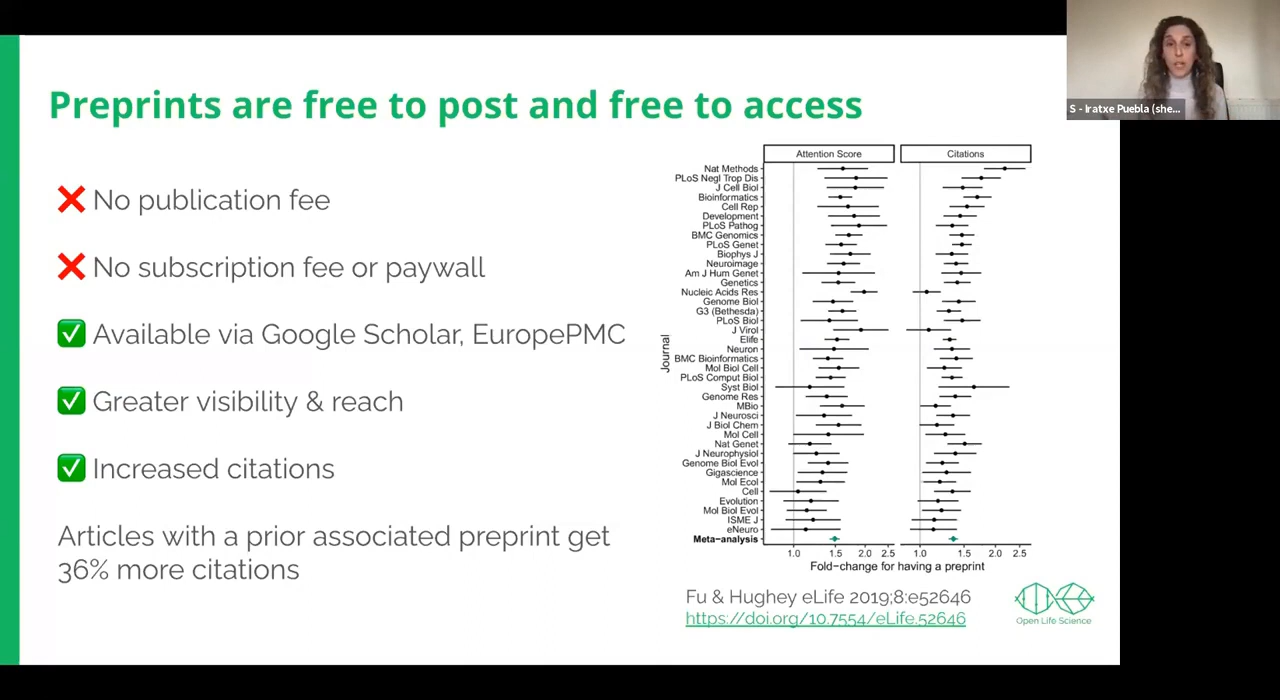 Preprints are free to post and free to access
No publication fee
No subscription fee or paywall
Available via Google Scholar, EuropePMC
Greater visibility & reach
Increased citations
Articles with a prior associated preprint get
36% more citations
Attention Score
Citations
Journal
Nat Methods
PLoS Negl Trop Dis
J Cell Biol
Bioinformatics
Cell Rep
Development
PLoS Pathog
BMC Genomics
PLoS Genet
Biophys J
Neuroimage
Am J Hum Genet
Genetics
Nucleic Acids Res
Genome Biol
G3 (Bethesda)
PLoS Biol
J Virol
Elife
Neuron
BMC Bioinformatics
Mol Biol Cell
PLoS Comput Biol
Syst Biol
Genome Res
MBio
J Neurosci
J Biol Chem
Mol Cell
Nat Genet
J Neurophysiol
Genome Biol Evol
Gigascience
Mol Ecol
Cell
Evolution
Mol Biol Evol
ISME J
eNeuro
Meta−analysis
1.0 1.5 2.0 2.5 1.0 1.5 2.0 2.5
Fold−change for having a preprint
Fu & Hughey eLife 2019;8:e52646
https://doi.org/10.7554/eLife.52646
Open Life Science
S - Iratxe Puebla (she...